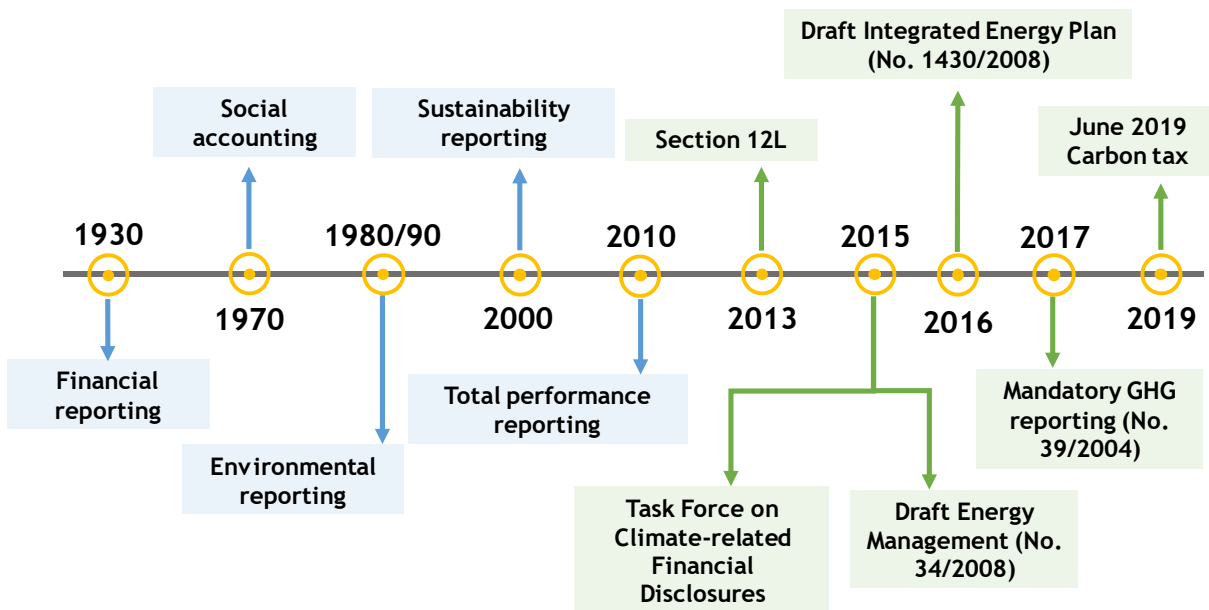 Draft Integrated Energy Plan
(No. 1430/2008)
Social
accounting
Sustainability
reporting
Section 12L
June 2019
Carbon tax
1930
1980/90
2010
2015
2017
1970
2000
2013
2016
2019
Financial
reporting
Environmental
reporting
Total performance
reporting
Mandatory GHG
reporting (No.
39/2004)
Task Force on
Climate-related
Financial
Disclosures
Draft Energy
Management (No.
34/2008)